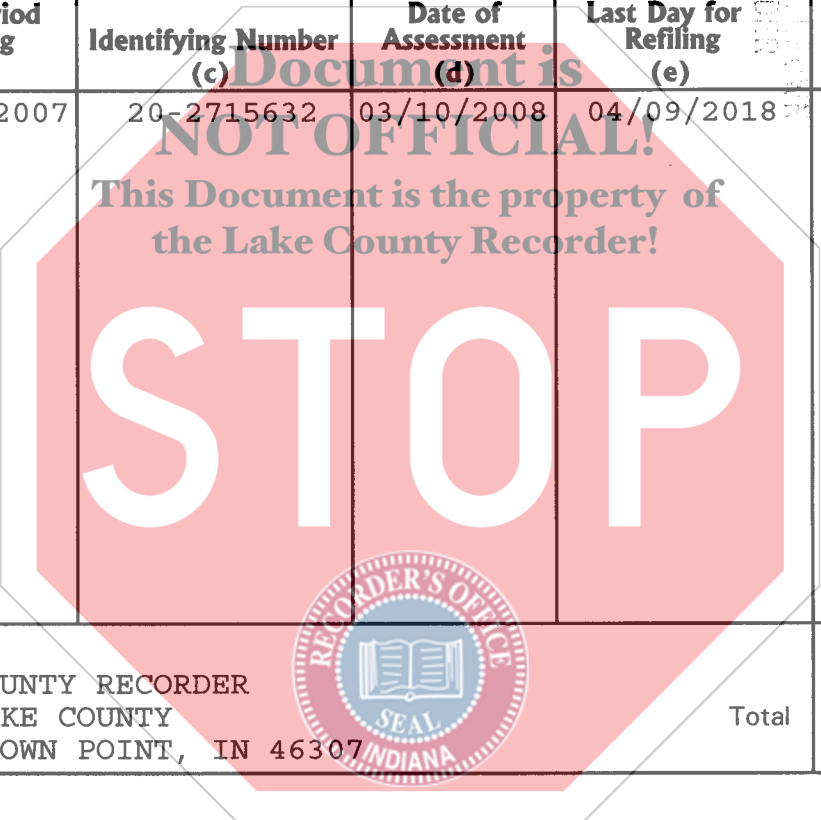 iod
g
Identifying Number
(c)
Date of
Assessment
(d)
Last Day for
Refiling
(e)
2007 20-2715632 03/10/2008 04/09/2018
Document is
NOT OFFICIAL!
This Document is the property of
the Lake County Recorder!
STOP
RECORDER'S OFFICE
SEAL
INDIANA
UNTY RECORDER
KE COUNTY
OWN POINT, IN 46307
Total